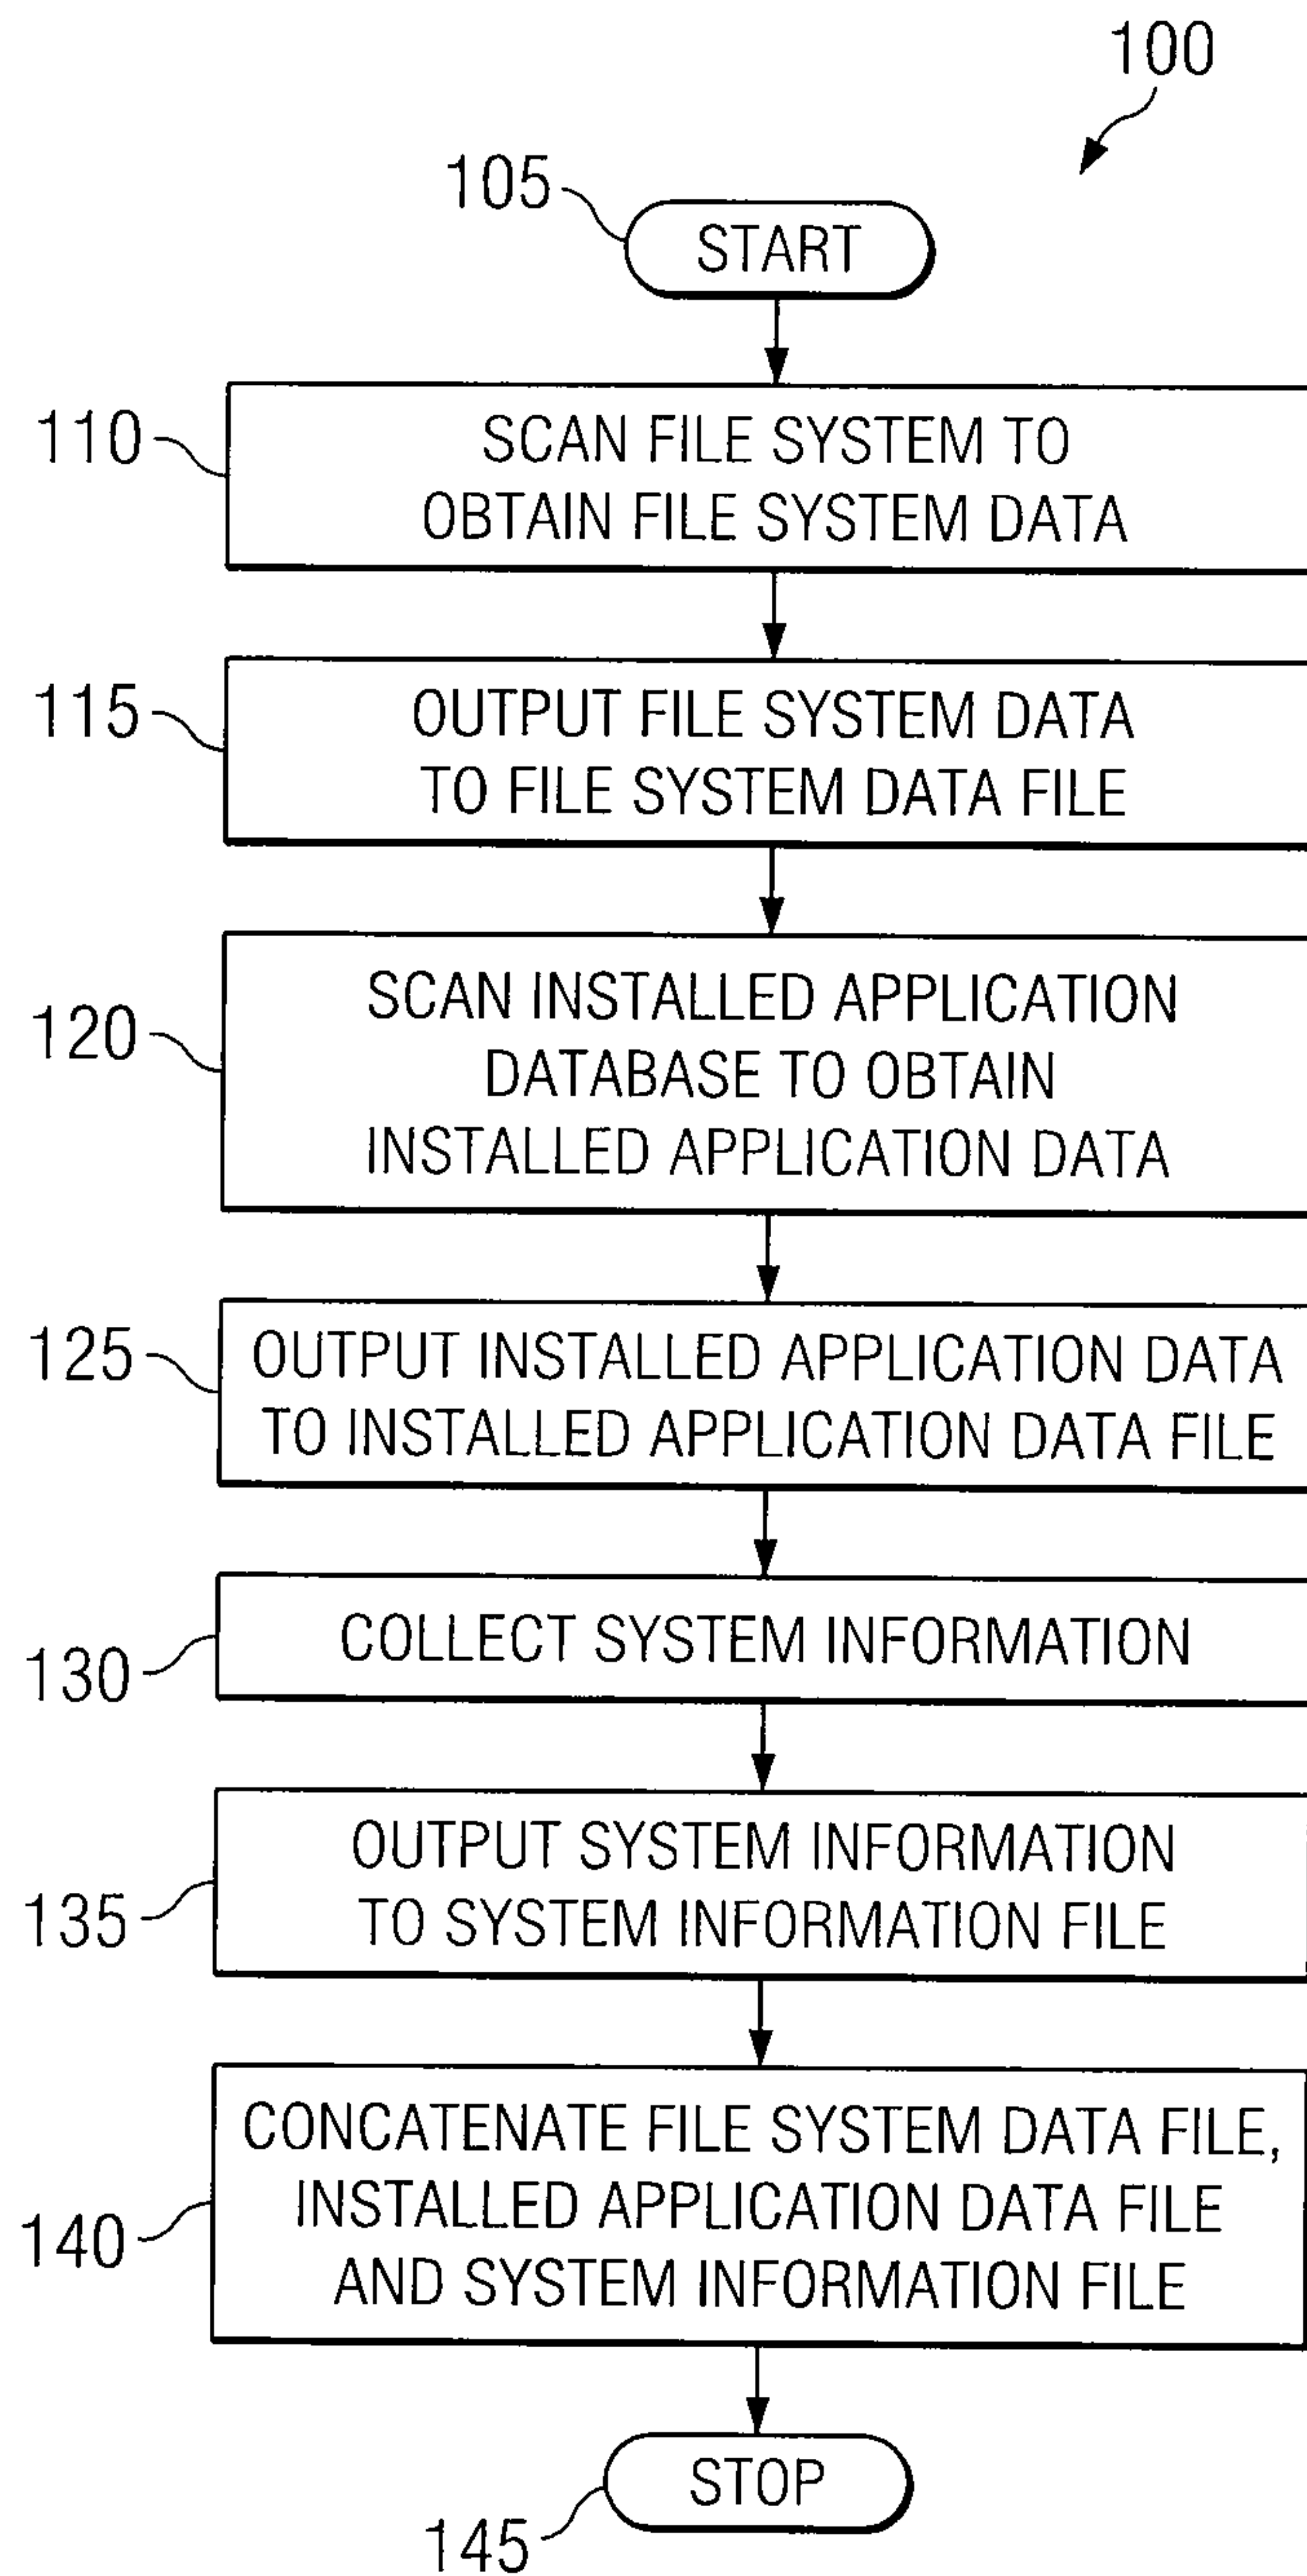 100
105
START
110
SCAN FILE SYSTEM TO
OBTAIN FILE SYSTEM DATA
115
OUTPUT FILE SYSTEM DATA
TO FILE SYSTEM DATA FILE
120
SCAN INSTALLED APPLICATION
DATABASE TO OBTAIN
INSTALLED APPLICATION DATA
125
OUTPUT INSTALLED APPLICATION DATA
TO INSTALLED APPLICATION DATA FILE
130
COLLECT SYSTEM INFORMATION
135
OUTPUT SYSTEM INFORMATION
TO SYSTEM INFORMATION FILE
140
CONCATENATE FILE SYSTEM DATA FILE,
INSTALLED APPLICATION DATA FILE
AND SYSTEM INFORMATION FILE
STOP
145